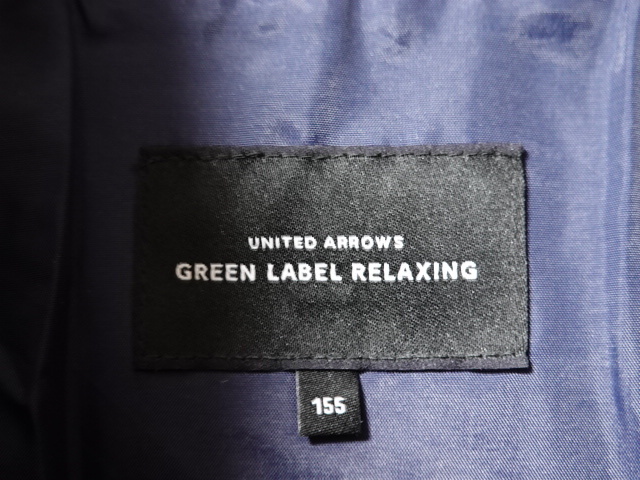 UNITED ARROWS
GREEN LABEL RELAXING
155